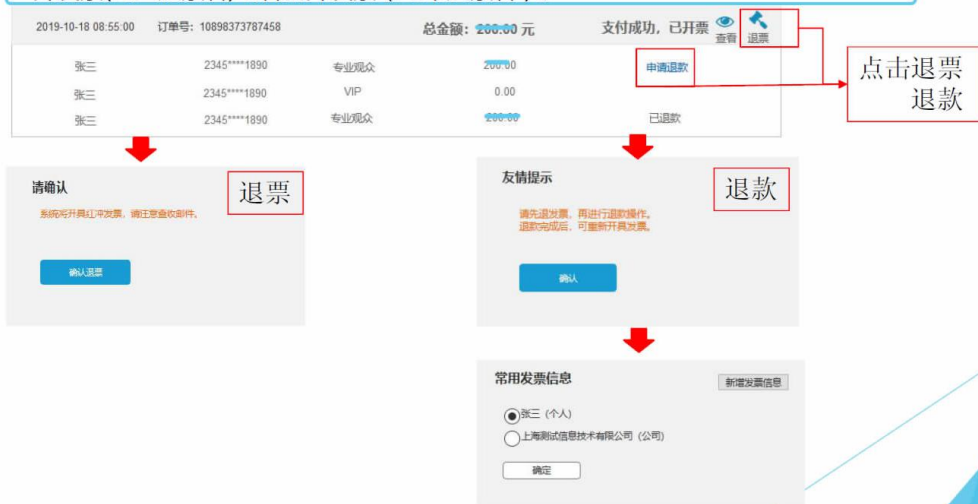 2019-10-18 08:55:00 订单号：10898373787458 总金额：200.00 元 支付成功，已开票 查看 退票
张三 2345****1890 专业观众 200.00 申请退款
张三 2345****1890 VIP 0.00
张三 2345****1890 专业观众 200.00 已退款
点击退票
退款
请确认
退票
系统将开具红冲发票，请注意查收邮件。
确认退票
友情提示
退款
请先退发票，再进行退款操作。
退款完成后，可重新开具发票。
确认
常用发票信息
新增发票信息
张三（个人）
上海测试信息技术有限公司（公司）
确定